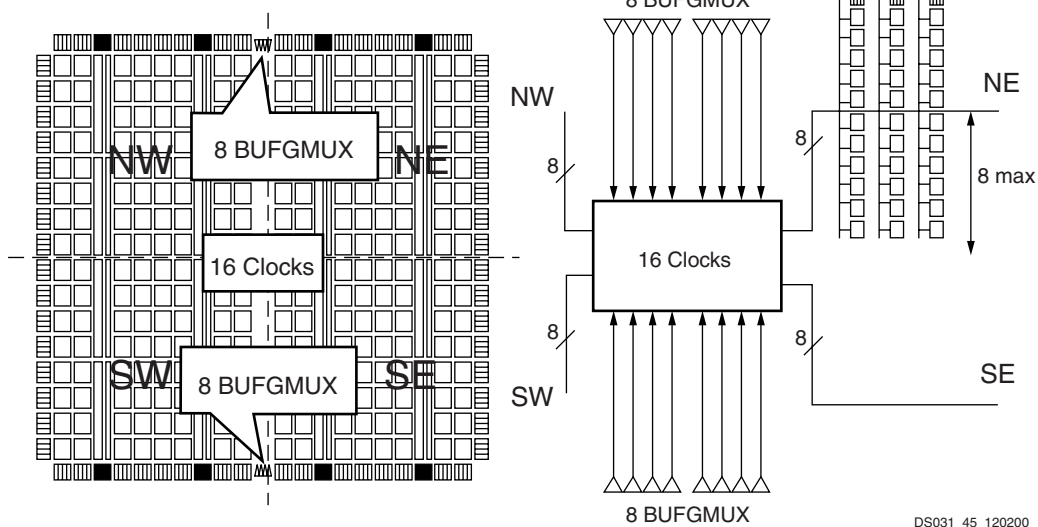 NW
NE
8 BUFGMUX
16 Clocks
SW
SE
8 BUFGMUX
8 BUFGMUX
NW
NE
8
8
8 max
16 Clocks
8
8
SW
SE
8 BUFGMUX
DS031_45_120200